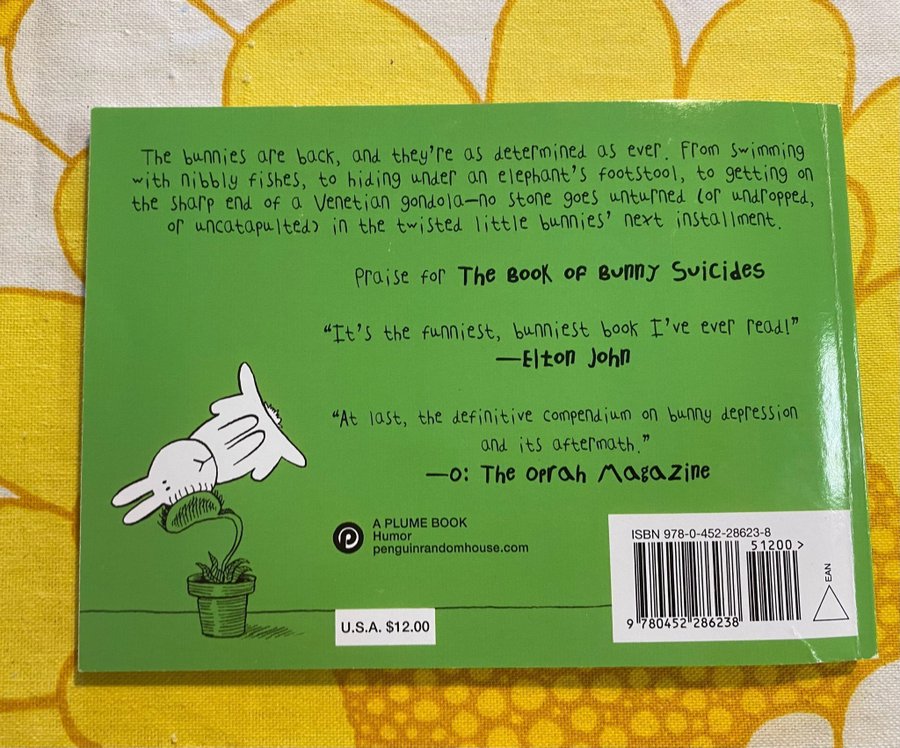 The bunnies are back, and they're as determined as ever. From swimming
with nibbly fishes, to hiding under an elephant's footstool, to getting on
the sharp end of a Venetian gondola—no stone goes unturned (or undropped,
or uncatapulted) in the twisted little bunnies' next installment.
Praise for The Book of Bunny Suicides
"It's the funniest, bunniest book I've ever read!"
—Elton John
"At last, the definitive compendium on bunny depression
and its aftermath."
—O: The Oprah Magazine
A PLUME BOOK
Humor
penguinrandomhouse.com
U.S.A. $12.00
ISBN 978-0-452-28623-8
51200 >
EAN
9 780452 286238